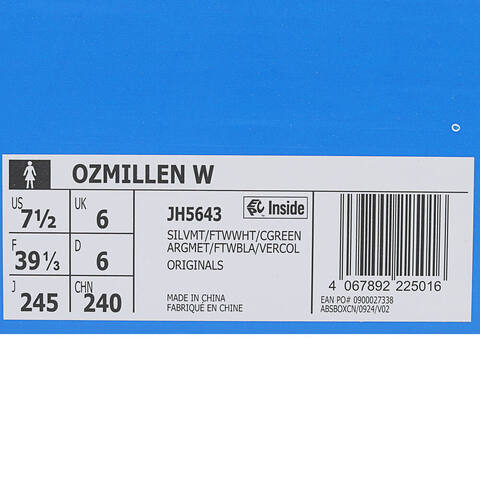 OZMILLEN W
US 7½ UK 6
F 39⅓ D 6
J 245 CHN 240
JH5643 Inside
SILVMT/FTWWHT/CGREEN
ARGMET/FTWBLA/VERCOL
ORIGINALS
MADE IN CHINA
FABRIQUÉ EN CHINE
4 067892 225016
EAN PO# 0900027338
ABSBOXCN/0924/V02